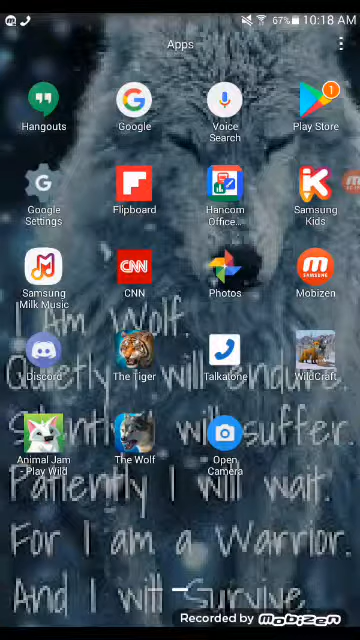 67% 10:18 AM
Apps
Hangouts
Google
Voice Search
Play Store
1
Google Settings
Flipboard
Hancom Office...
Samsung Kids
Samsung Milk Music
CNN
CNN
Photos
Mobizen
SAMSUNG
I Am Wolf.
Discord
The Tiger
Talkatone
WildCraft
Quietly I will endure.
Animal Jam - Play Wild
The Wolf
Open Camera
Silently I will suffer.
Patiently I will wait.
For I am a Warrior.
And I will Survive.
Recorded by mobizen